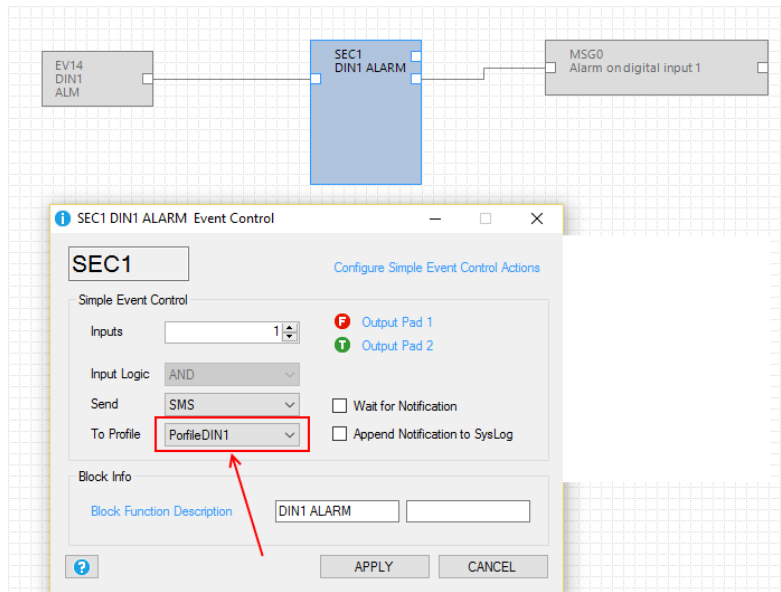 EV14
DIN1
ALM
SEC1
DIN1 ALARM
MSG0
Alarm on digital input 1
SEC1 DIN1 ALARM Event Control
SEC1
Configure Simple Event Control Actions
Simple Event Control
Inputs
1
F
Output Pad 1
T
Output Pad 2
Input Logic
AND
Send
SMS
Wait for Notification
To Profile
PorfileDIN1
Append Notification to SysLog
Block Info
Block Function Description
DIN1 ALARM
APPLY
CANCEL